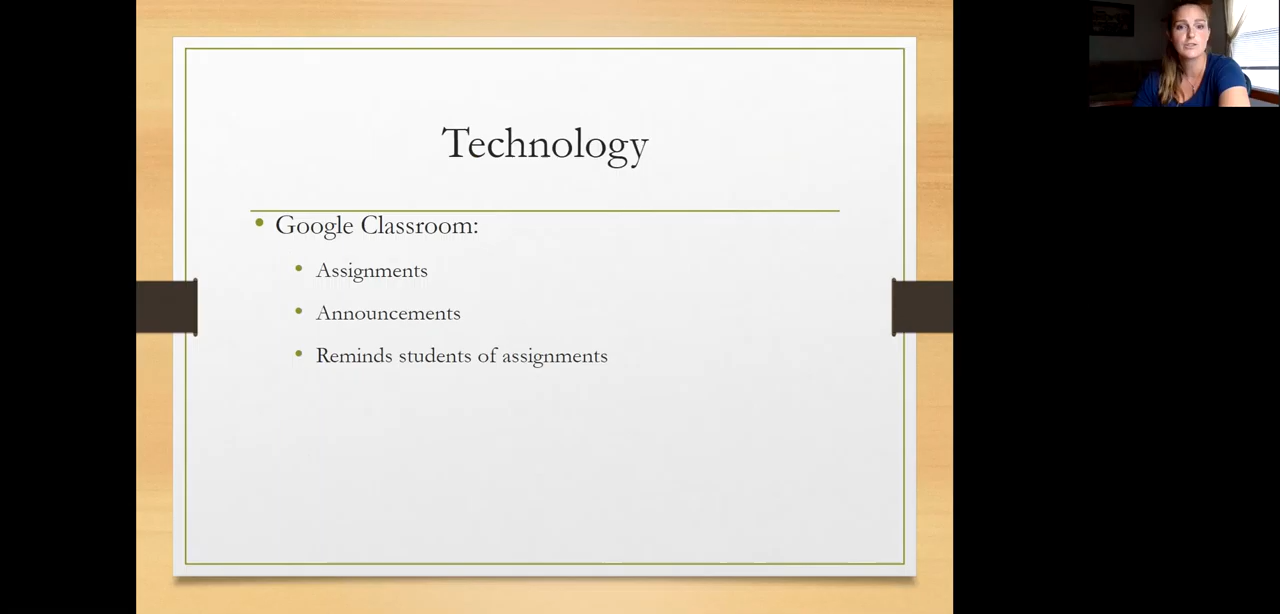 Technology
Google Classroom:
Assignments
Announcements
Reminds students of assignments